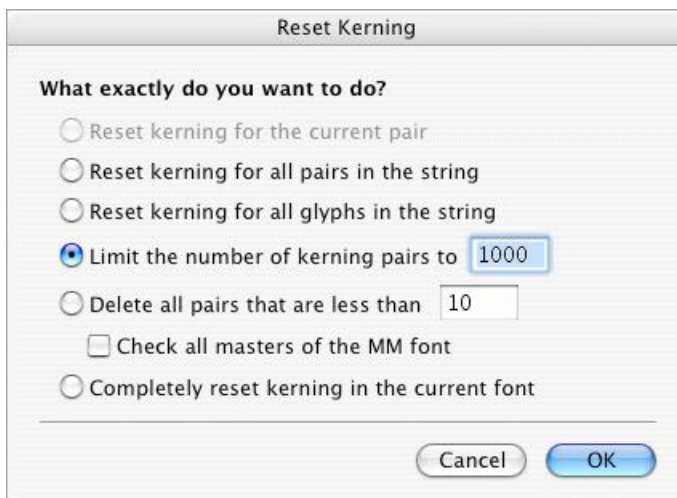 Reset Kerning
What exactly do you want to do?
Reset kerning for the current pair
Reset kerning for all pairs in the string
Reset kerning for all glyphs in the string
Limit the number of kerning pairs to 1000
Delete all pairs that are less than 10
Check all masters of the MM font
Completely reset kerning in the current font
Cancel OK